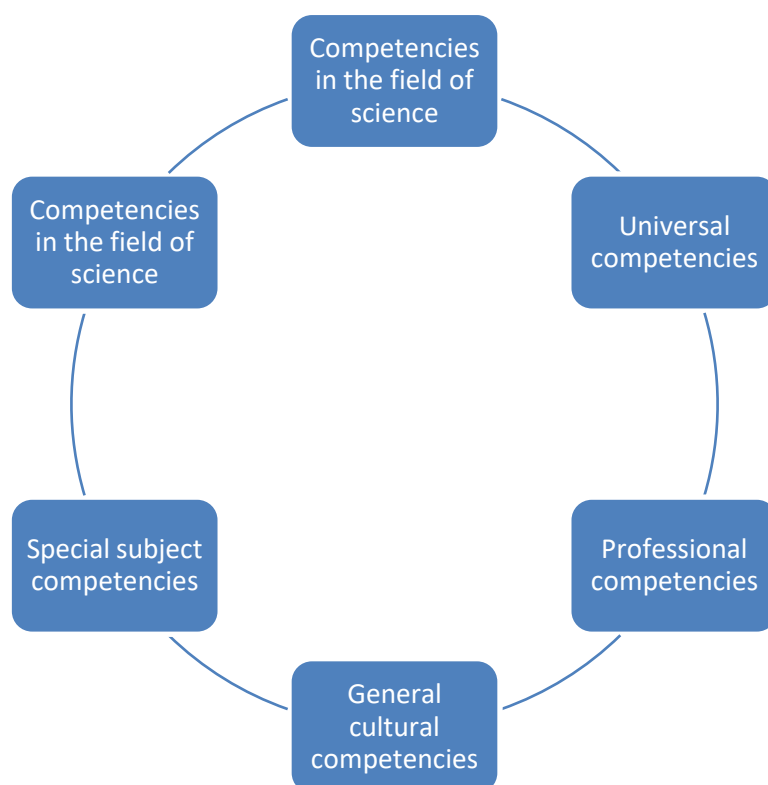 Competencies
in the field of
science
Universal
competencies
Professional
competencies
General
cultural
competencies
Special subject
competencies
Competencies
in the field of
science